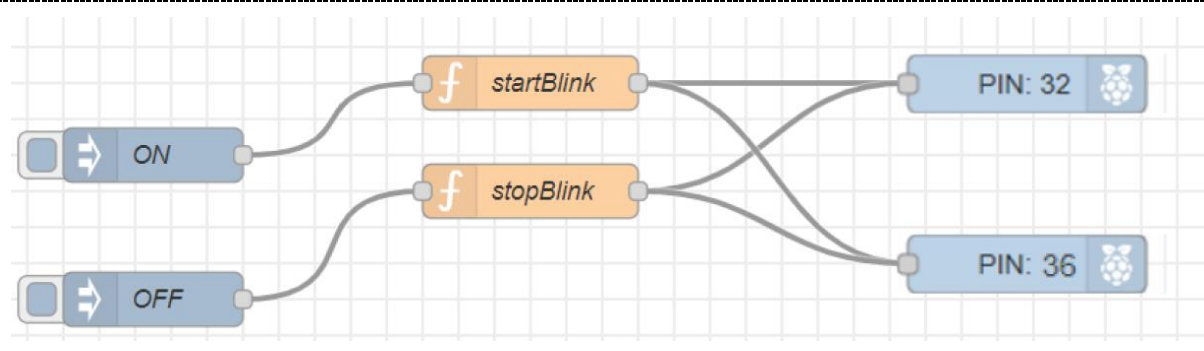 startBlink
PIN: 32
ON
stopBlink
PIN: 36
OFF